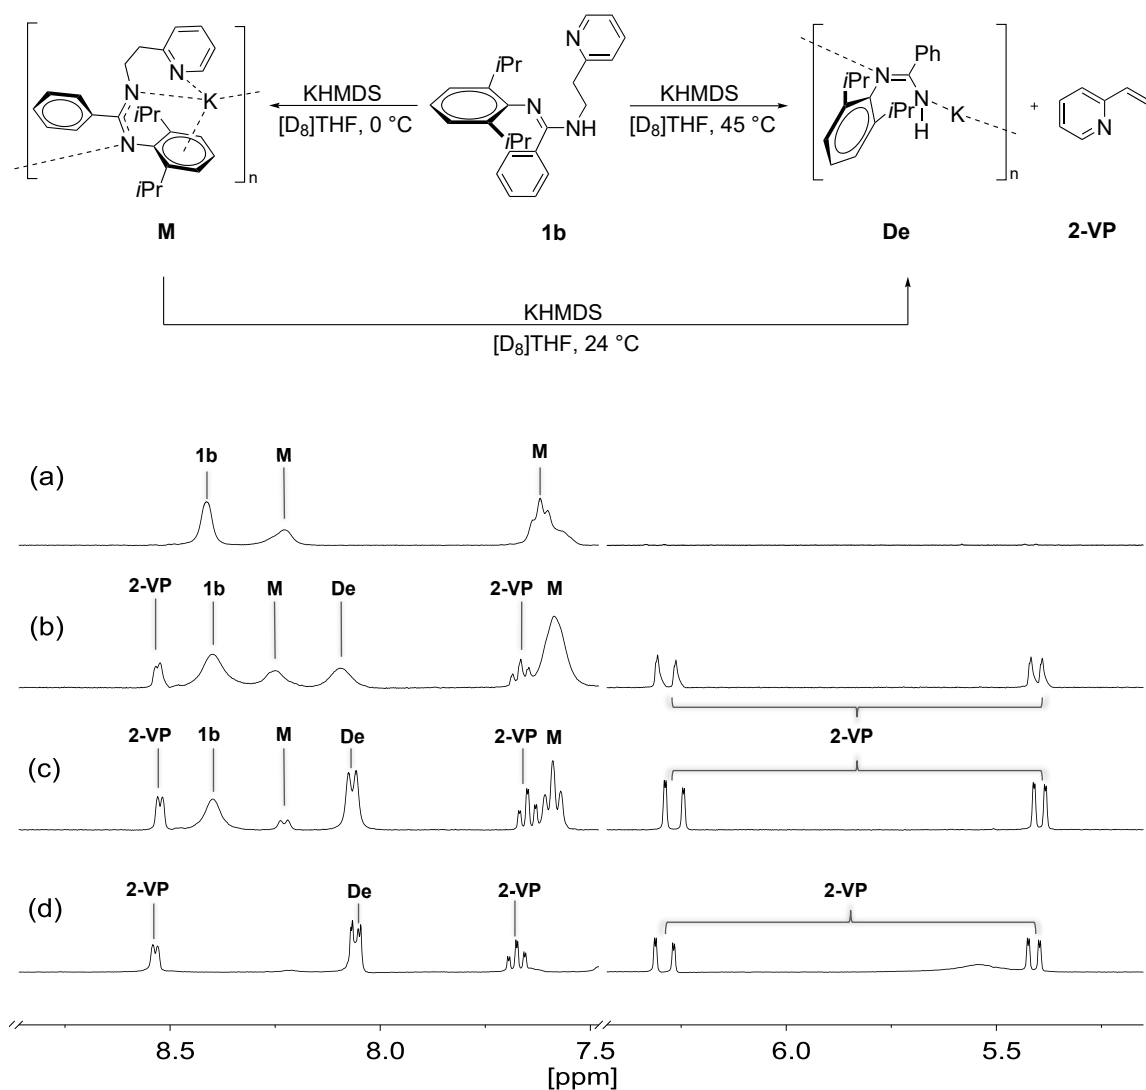 N
N
N
K
iPr
iPr
n
M
KHMDS
[D8]THF, 0 °C
N
iPr
N
iPr
NH
1b
KHMDS
[D8]THF, 45 °C
iPr
N
Ph
iPr
N
H
K
n
De
+
N
2-VP
KHMDS
[D8]THF, 24 °C
(a)
1b
M
M
(b)
2-VP
1b
M
De
2-VP
M
2-VP
(c)
2-VP
1b
M
De
2-VP
M
(d)
2-VP
De
2-VP
2-VP
8.5
8.0
7.5
6.0
5.5
[ppm]